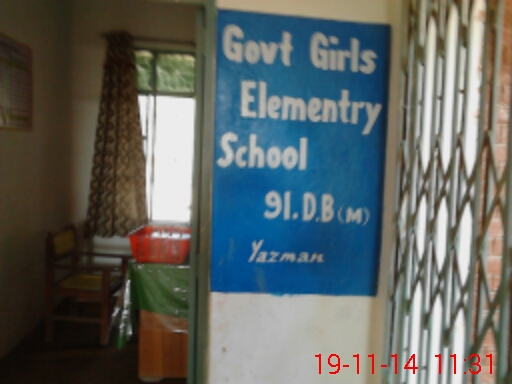 Govt Girls
Elementry
School
91.D.B (M)
Yazman
19-11-14 11:31